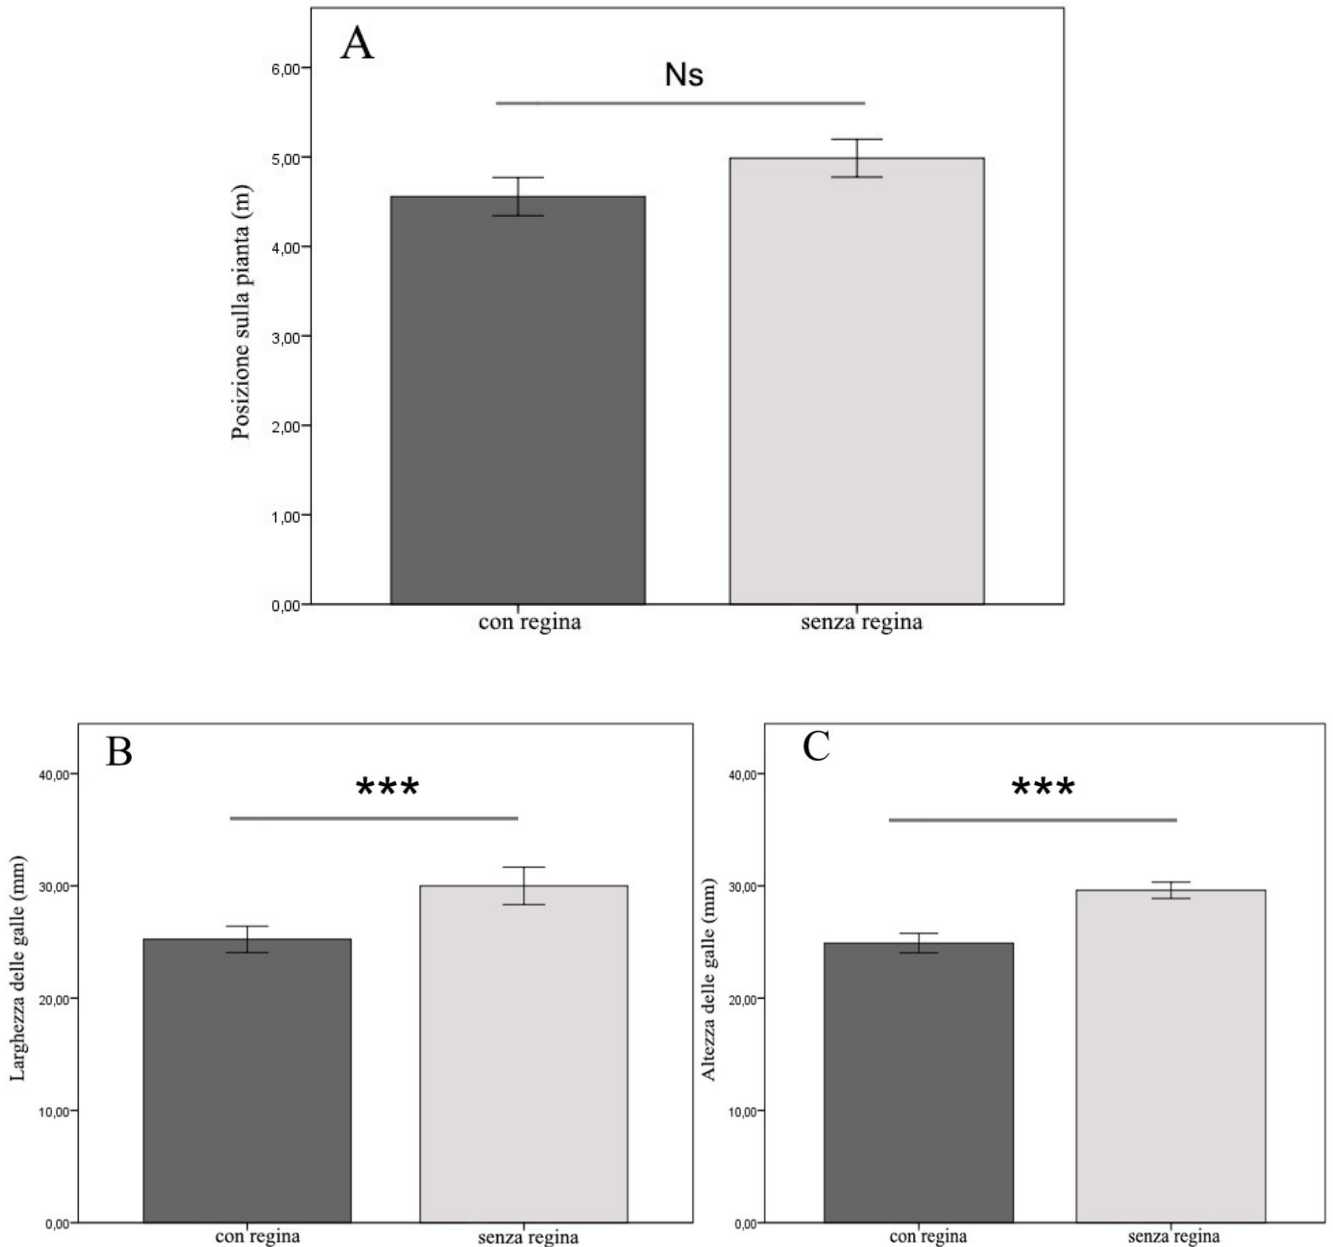 A
Ns
6,00
5,00
4,00
3,00
2,00
1,00
0,00
Posizione sulla pianta (m)
con regina
senza regina
B
***
40,00
30,00
20,00
10,00
0,00
Larghezza delle galle (mm)
con regina
senza regina
C
***
40,00
30,00
20,00
10,00
0,00
Altezza delle galle (mm)
con regina
senza regina